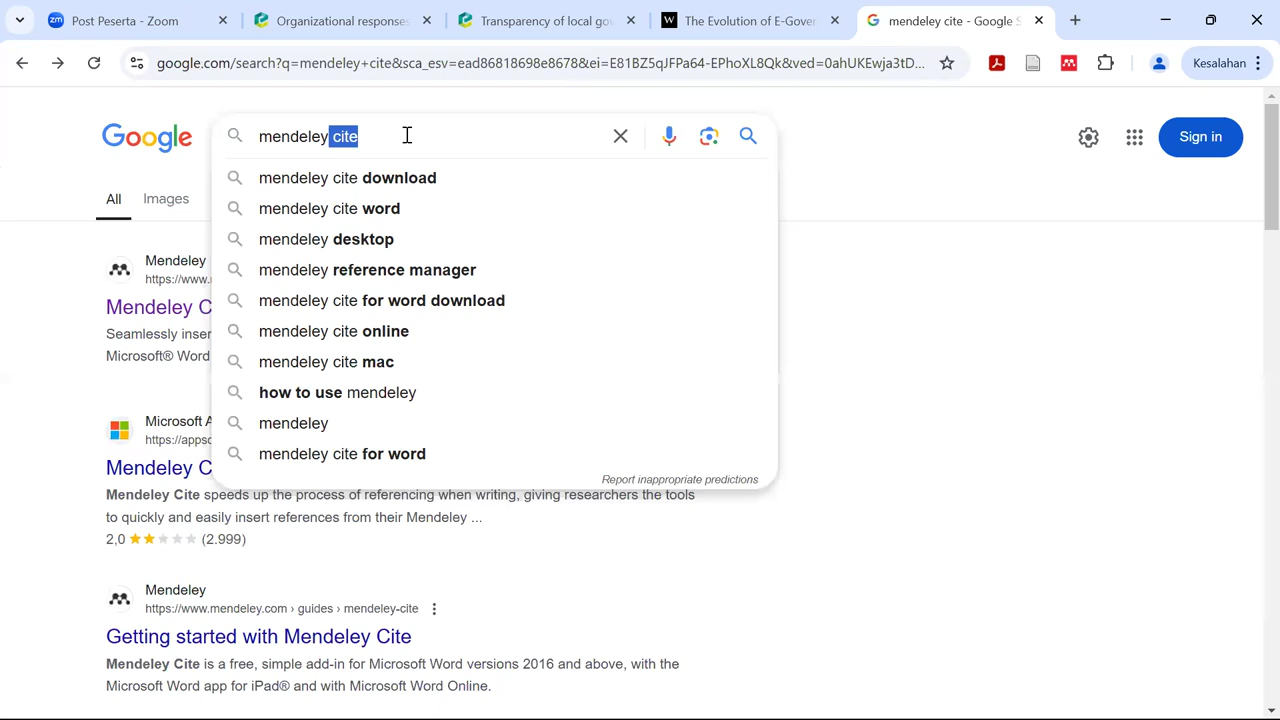 Post Peserta - Zoom
Organizational responses
Transparency of local go
The Evolution of E-Gover
mendeley cite - Google S
google.com/search?q=mendeley+cite&sca_esv=ead86818698e8678&ei=E81BZ5qJFPa64-EPhoXL8Qk&ved=0ahUKEwja3tD...
Kesalahan
Google
mendeley cite
Sign in
mendeley cite download
mendeley cite word
mendeley desktop
mendeley reference manager
mendeley cite for word download
mendeley cite online
mendeley cite mac
how to use mendeley
mendeley
mendeley cite for word
Report inappropriate predictions
All
Images
Mendeley
https://www.
Mendeley C
Seamlessly inser
Microsoft® Word
Microsoft A
https://appsc
Mendeley C
Mendeley Cite speeds up the process of referencing when writing, giving researchers the tools
to quickly and easily insert references from their Mendeley ...
2,0 (2.999)
Mendeley
https://www.mendeley.com › guides › mendeley-cite
Getting started with Mendeley Cite
Mendeley Cite is a free, simple add-in for Microsoft Word versions 2016 and above, with the
Microsoft Word app for iPad® and with Microsoft Word Online.